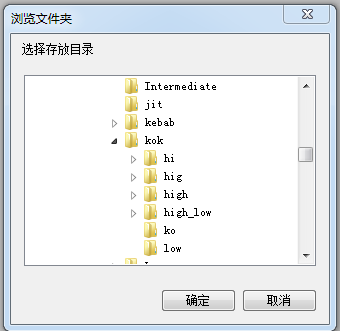 浏览文件夹
选择存放目录
Intermediate
jit
kebab
kok
hi
hig
high
high_low
ko
low
确定
取消